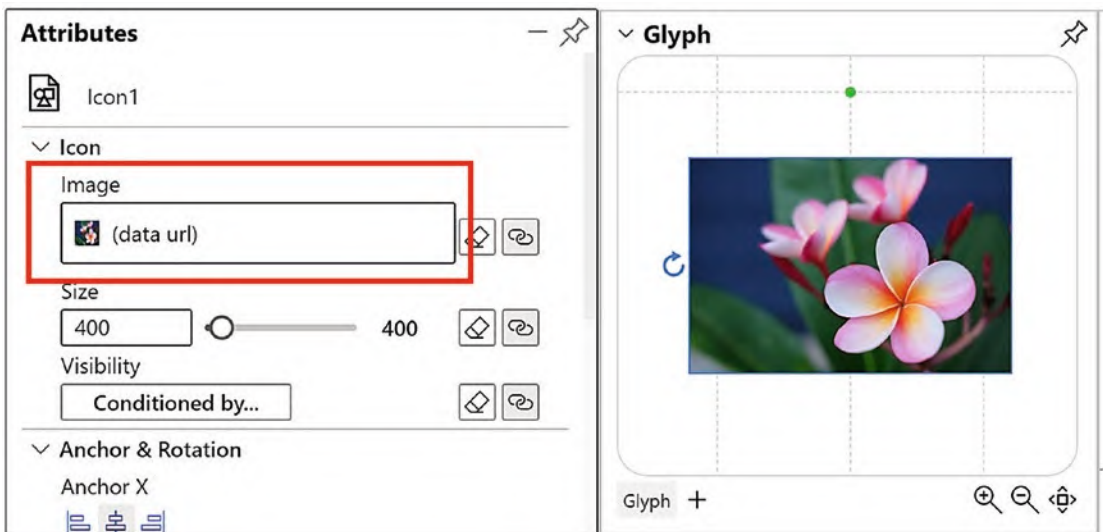 Attributes
Icon1
Icon
Image
(data url)
Size
400
400
Visibility
Conditioned by...
Anchor & Rotation
Anchor X
Glyph
Glyph +